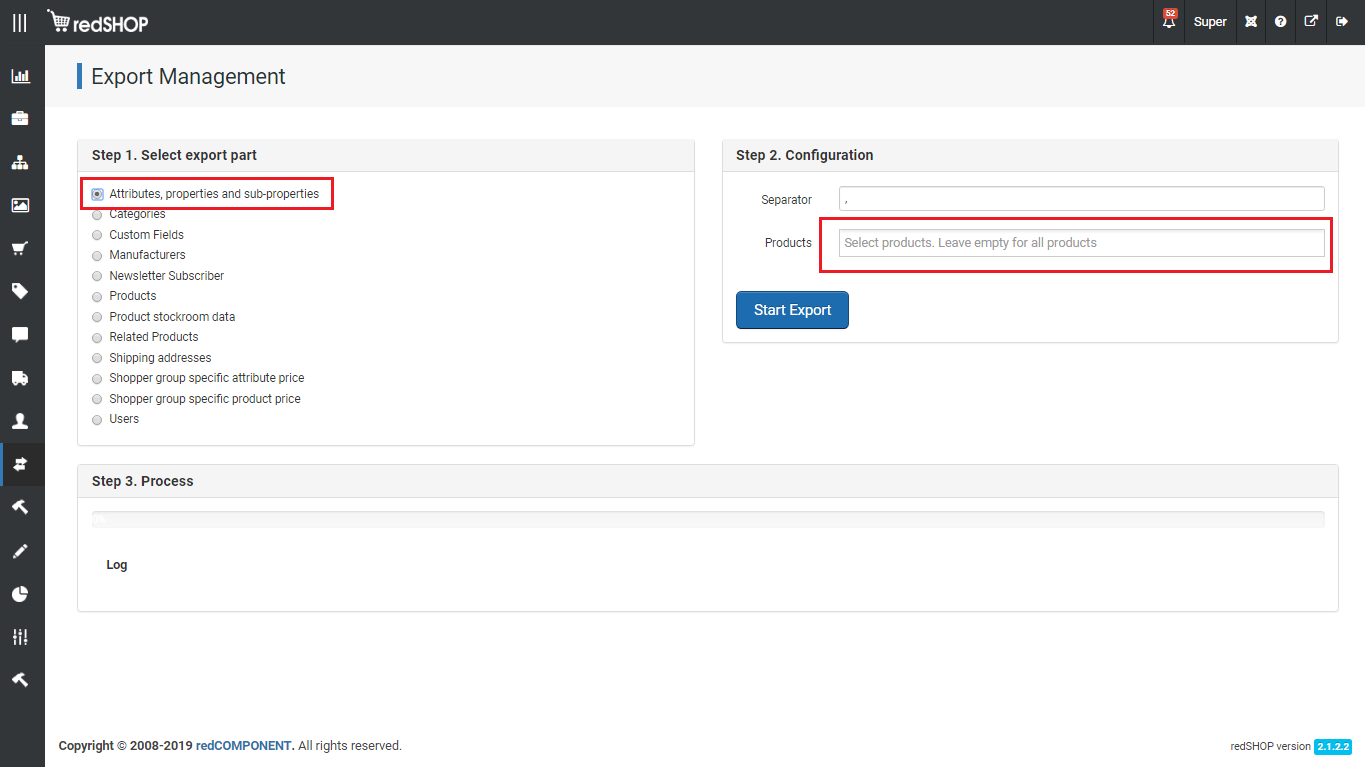 redSHOP
52
Super
Export Management
Step 1. Select export part
Attributes, properties and sub-properties
Categories
Custom Fields
Manufacturers
Newsletter Subscriber
Products
Product stockroom data
Related Products
Shipping addresses
Shopper group specific attribute price
Shopper group specific product price
Users
Step 2. Configuration
Separator ,
Products Select products. Leave empty for all products
Start Export
Step 3. Process
Log
Copyright © 2008-2019 redCOMPONENT. All rights reserved.
redSHOP version 2.1.2.2